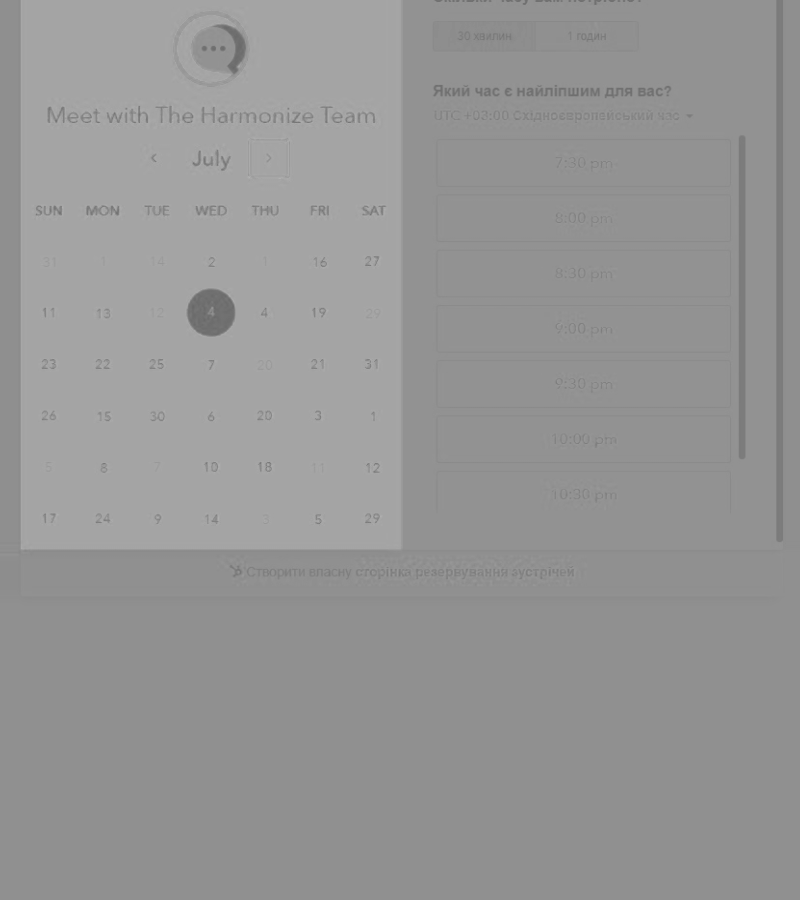 30 хвилин 1 годин
Який час є найліпшим для вас?
UTC +03:00 Східноєвропейський час
Meet with The Harmonize Team
July
SUN MON TUE WED THU FRI SAT
31 1 14 2 1 16 27
11 13 12 4 4 19 29
23 22 25 7 20 21 31
26 15 30 6 20 3 1
5 8 7 10 18 11 12
17 24 9 14 3 5 29
7:30 pm
8:00 pm
8:30 pm
9:00 pm
9:30 pm
10:00 pm
10:30 pm
Створити власну сторінка резервування зустрічей